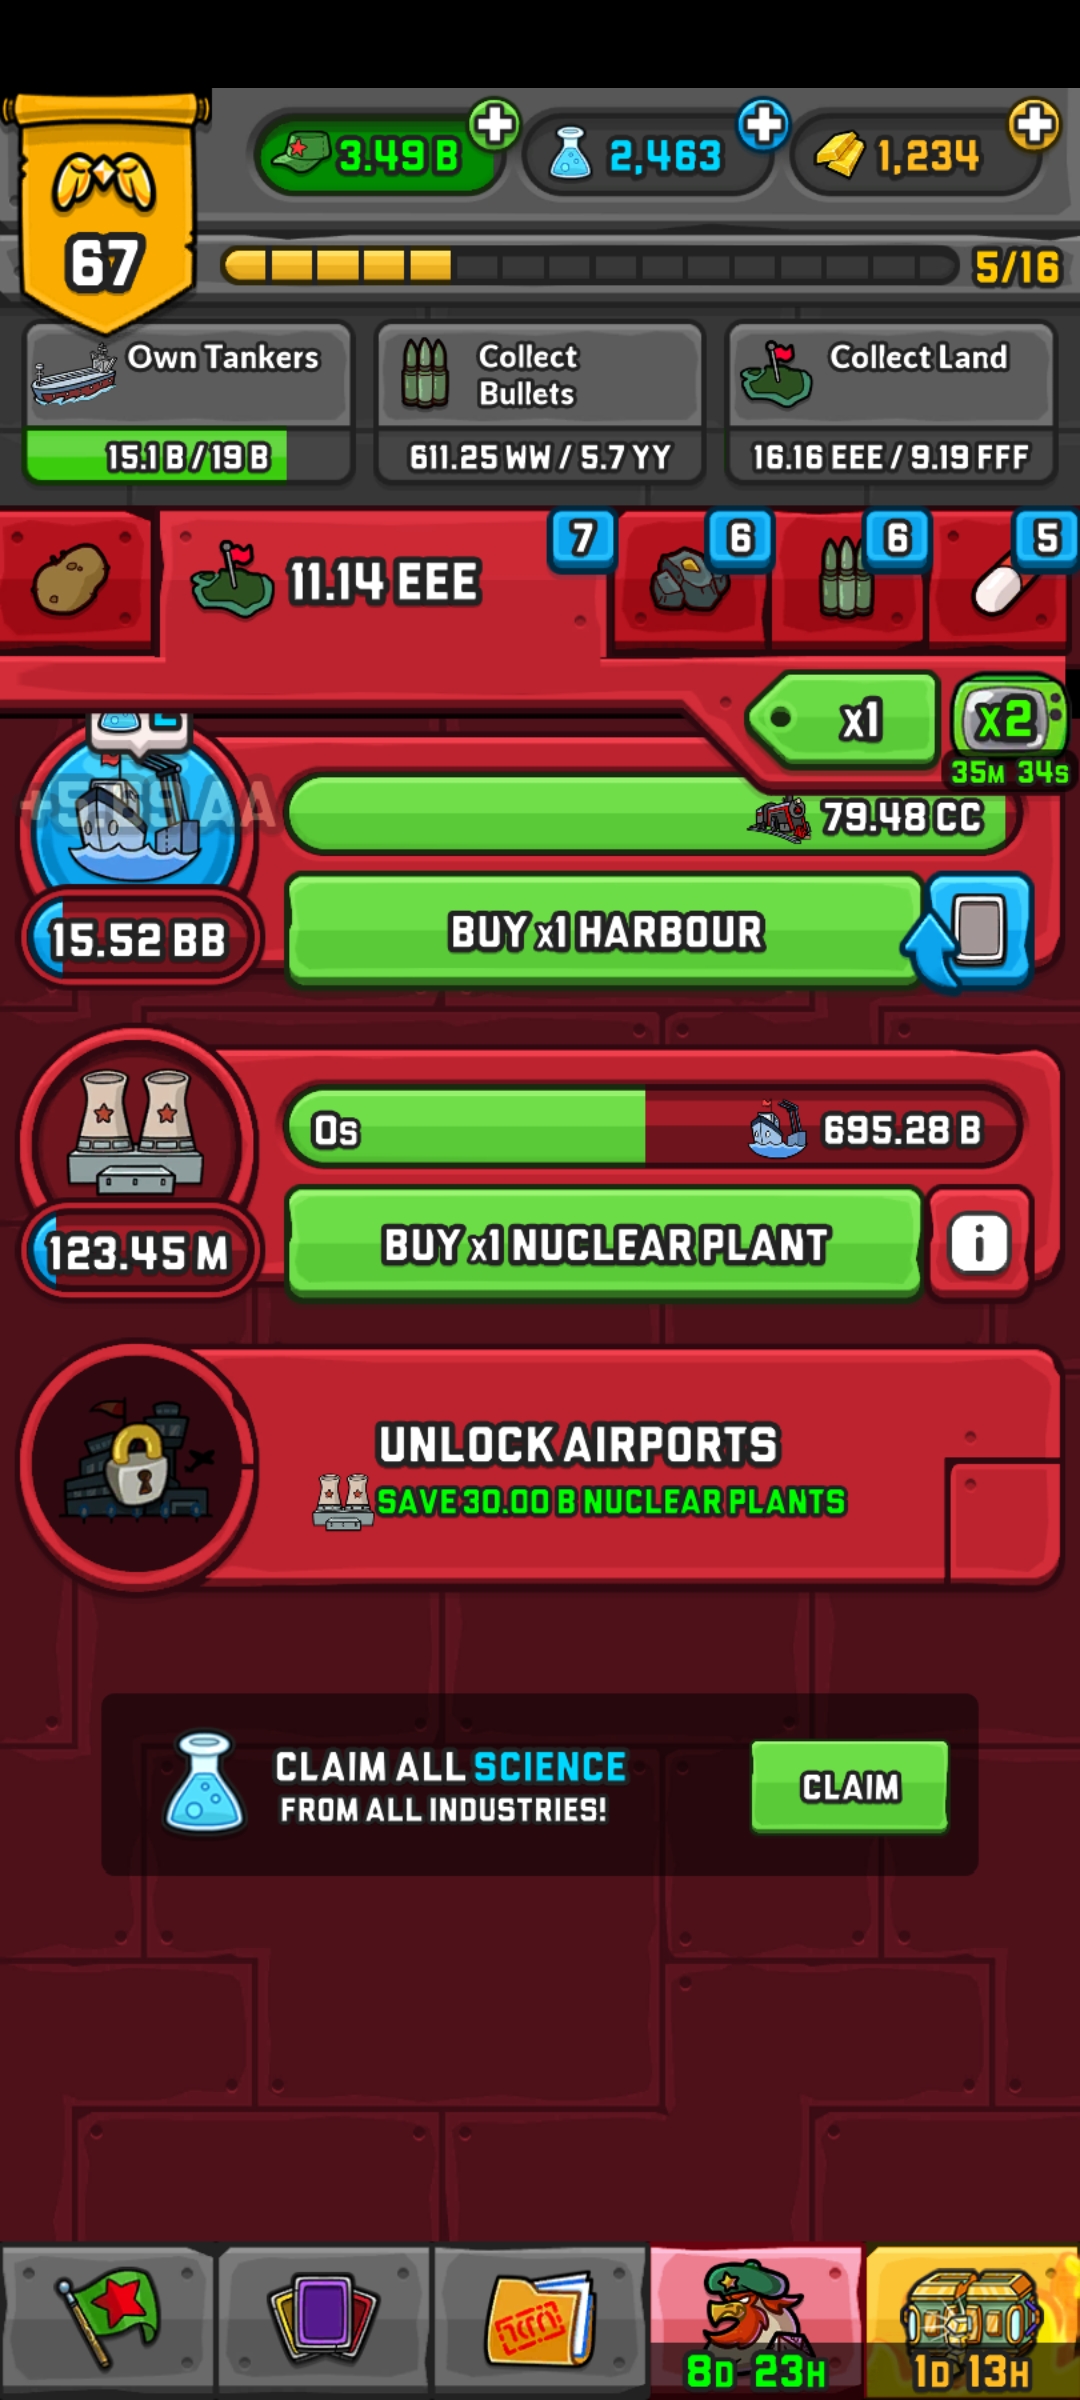 3.49 B
2,463
1,234
67
5/16
Own Tankers
15.1 B / 19 B
Collect
Bullets
611.25 WW / 5.7 YY
Collect Land
16.16 EEE / 9.19 FFF
11.14 EEE
7
6
6
5
x1
x2
35M 34S
79.48 CC
15.52 BB
BUY x1 HARBOUR
0s
695.28 B
123.45 M
BUY x1 NUCLEAR PLANT
i
UNLOCK AIRPORTS
SAVE 30.00 B NUCLEAR PLANTS
CLAIM ALL SCIENCE
FROM ALL INDUSTRIES!
CLAIM
8D 23H
1D 13H